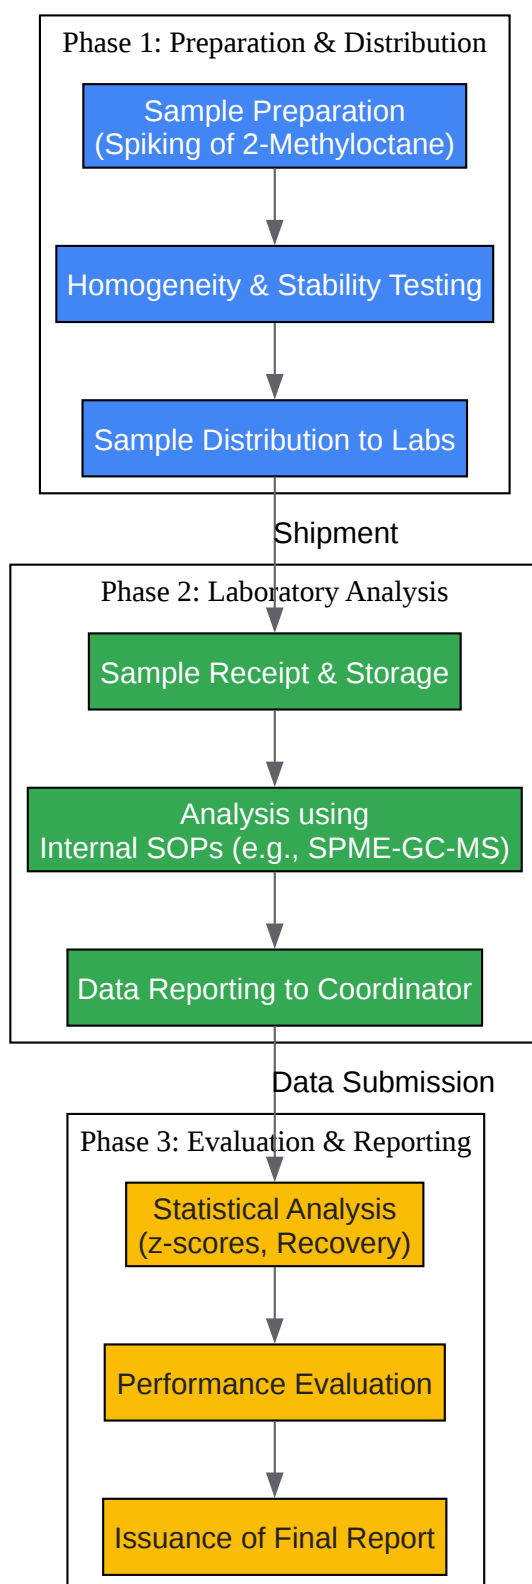 Phase 1: Preparation & Distribution
Sample Preparation
(Spiking of 2-Methyloctane)
Homogeneity & Stability Testing
Sample Distribution to Labs
Shipment
Phase 2: Laboratory Analysis
Sample Receipt & Storage
Analysis using
Internal SOPs (e.g., SPME-GC-MS)
Data Reporting to Coordinator
Data Submission
Phase 3: Evaluation & Reporting
Statistical Analysis
(z-scores, Recovery)
Performance Evaluation
Issuance of Final Report